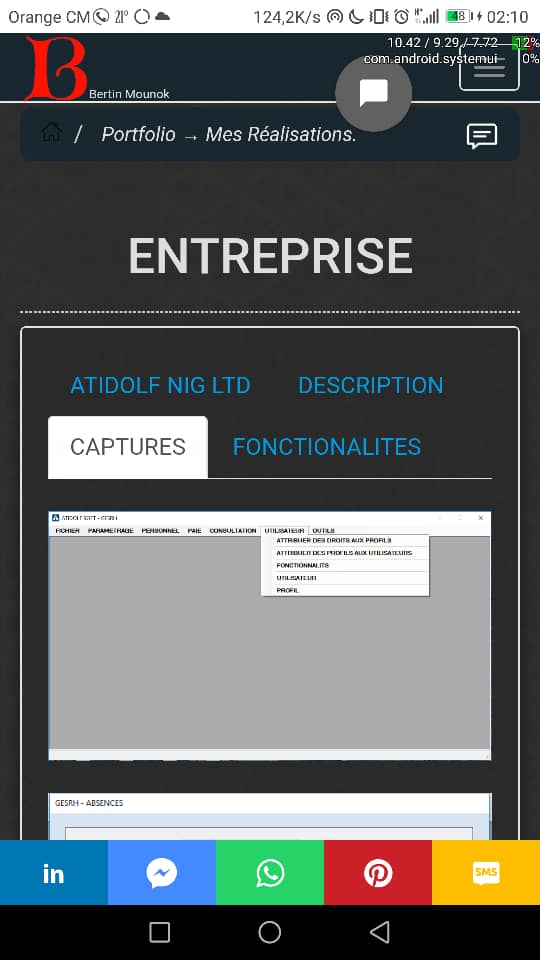 Orange CM 21° 124,2K/s 48 02:10
10.42 / 9.29 / 7.72 12%
com.android.systemui 0%
B
Bertin Mounok
/ Portfolio → Mes Réalisations.
ENTREPRISE
ATIDOLF NIG LTD DESCRIPTION
CAPTURES FONCTIONALITES
ATIDOLF SOFT - GESRH
FICHIER PARAMETRAGE PERSONNEL PAIE CONSULTATION UTILISATEUR OUTILS
ATTRIBUER DES DROITS AUX PROFILS
ATTRIBUER DES PROFILS AUX UTILISATEURS
FONCTIONNALITS
UTILISATEUR
PROFIL
GESRH - ABSENCES
in SMS